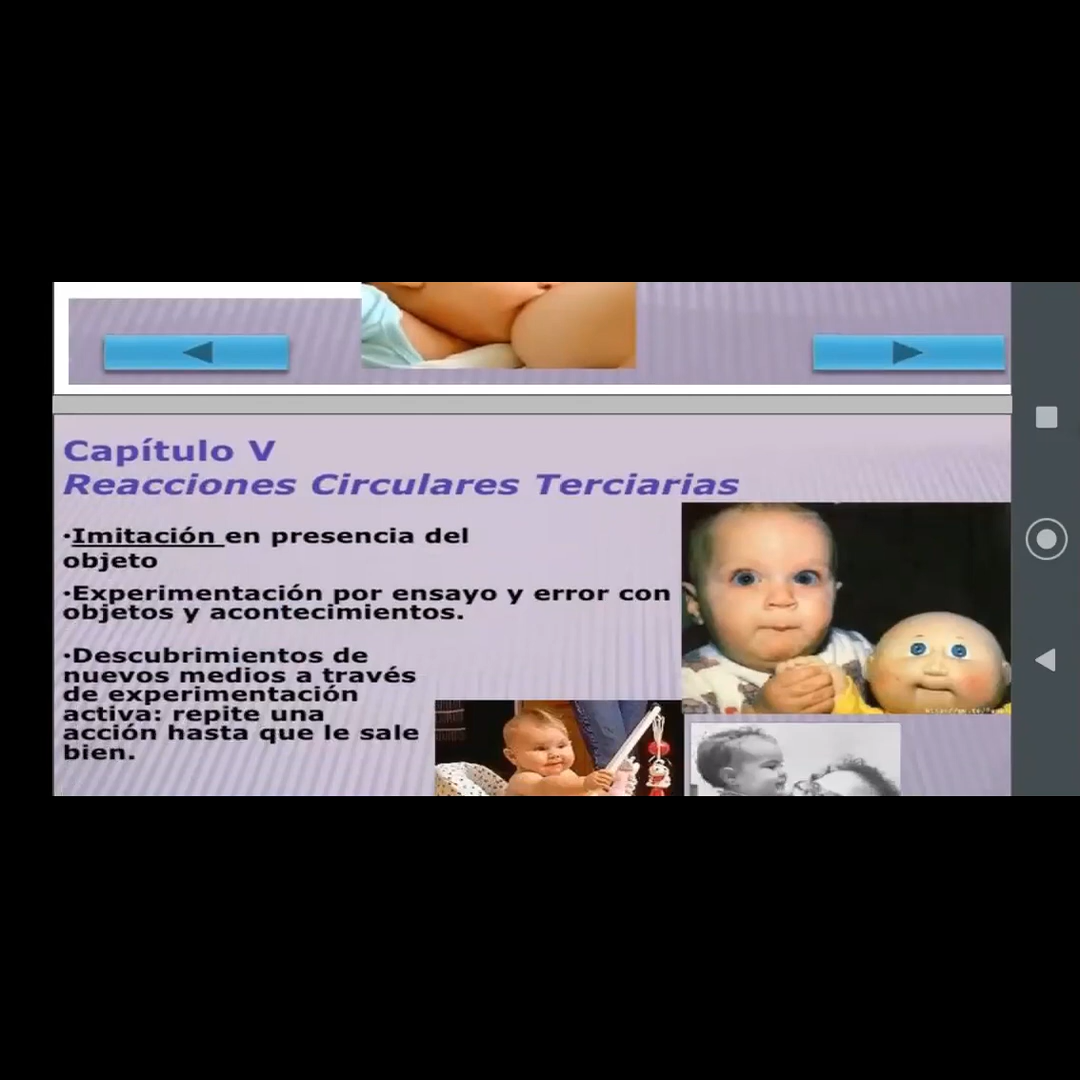 Capítulo V
Reacciones Circulares Terciarias
•Imitación en presencia del
objeto
•Experimentación por ensayo y error con
objetos y acontecimientos.
•Descubrimientos de
nuevos medios a través
de experimentación
activa: repite una
acción hasta que le sale
bien.